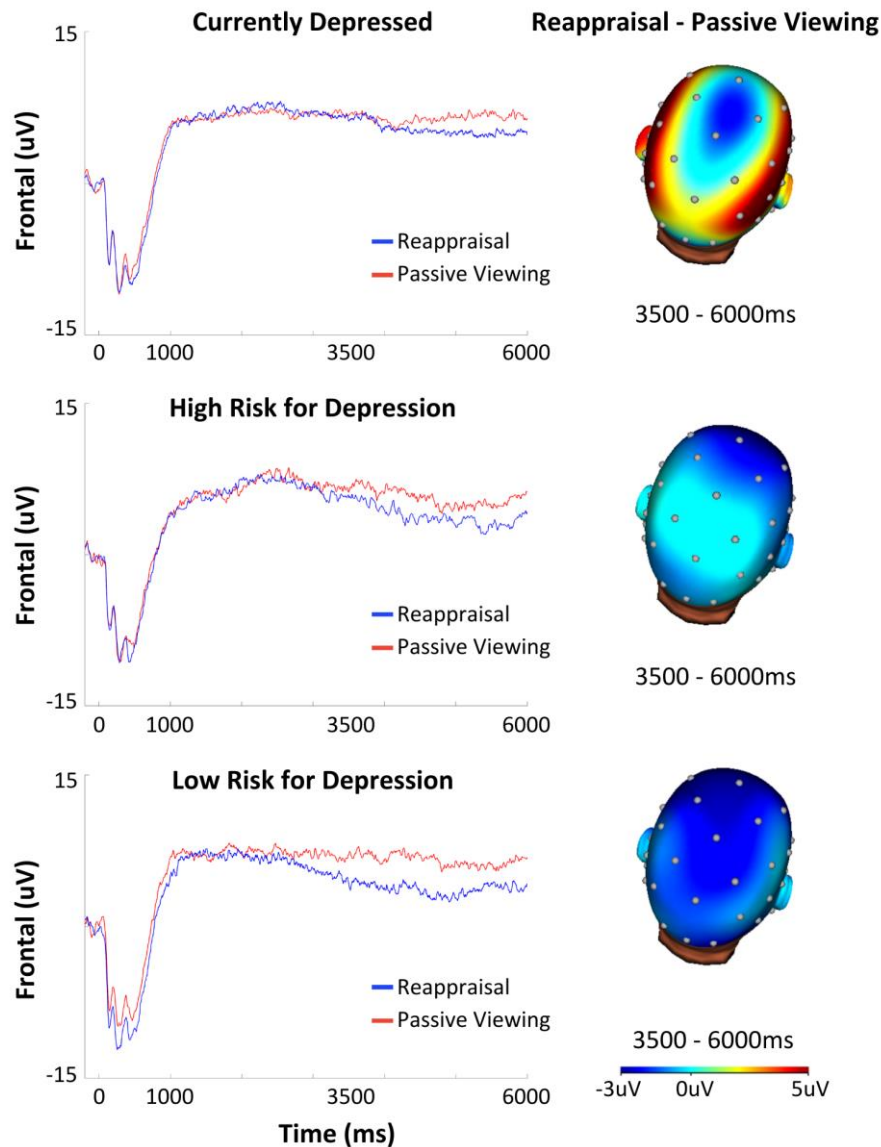 Currently Depressed
Reappraisal - Passive Viewing
15
Frontal (uV)
Reappraisal
Passive Viewing
-15
0 1000 3500 6000
3500 - 6000ms
High Risk for Depression
15
Frontal (uV)
Reappraisal
Passive Viewing
-15
0 1000 3500 6000
3500 - 6000ms
Low Risk for Depression
15
Frontal (uV)
Reappraisal
Passive Viewing
-15
0 1000 3500 6000
Time (ms)
3500 - 6000ms
-3uV 0uV 5uV